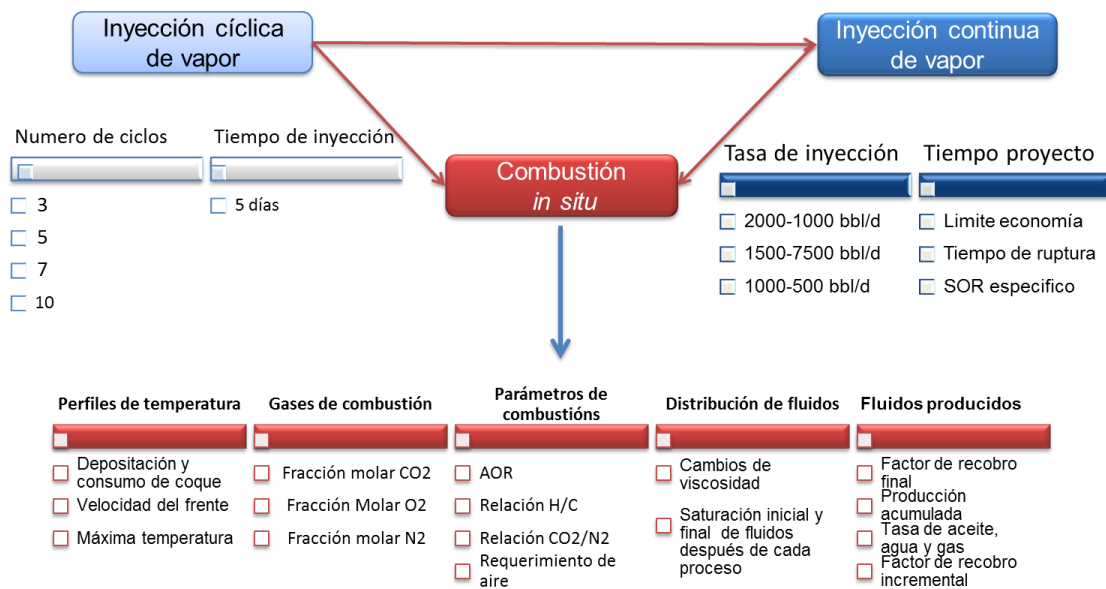 Inyección cíclica
de vapor
Inyección continua
de vapor
Combustión
in situ
Numero de ciclos
3
5
7
10
Tiempo de inyección
5 días
Tasa de inyección
2000-1000 bbl/d
1500-7500 bbl/d
1000-500 bbl/d
Tiempo proyecto
Limite economía
Tiempo de ruptura
SOR especifico
Perfiles de temperatura
Depositación y
consumo de coque
Velocidad del frente
Máxima temperatura
Gases de combustión
Fracción molar CO2
Fracción Molar O2
Fracción molar N2
Parámetros de
combustións
AOR
Relación H/C
Relación CO2/N2
Requerimiento de
aire
Distribución de fluidos
Cambios de
viscosidad
Saturación inicial y
final de fluidos
después de cada
proceso
Fluidos producidos
Factor de recobro
final
Producción
acumulada
Tasa de aceite,
agua y gas
Factor de recobro
incremental